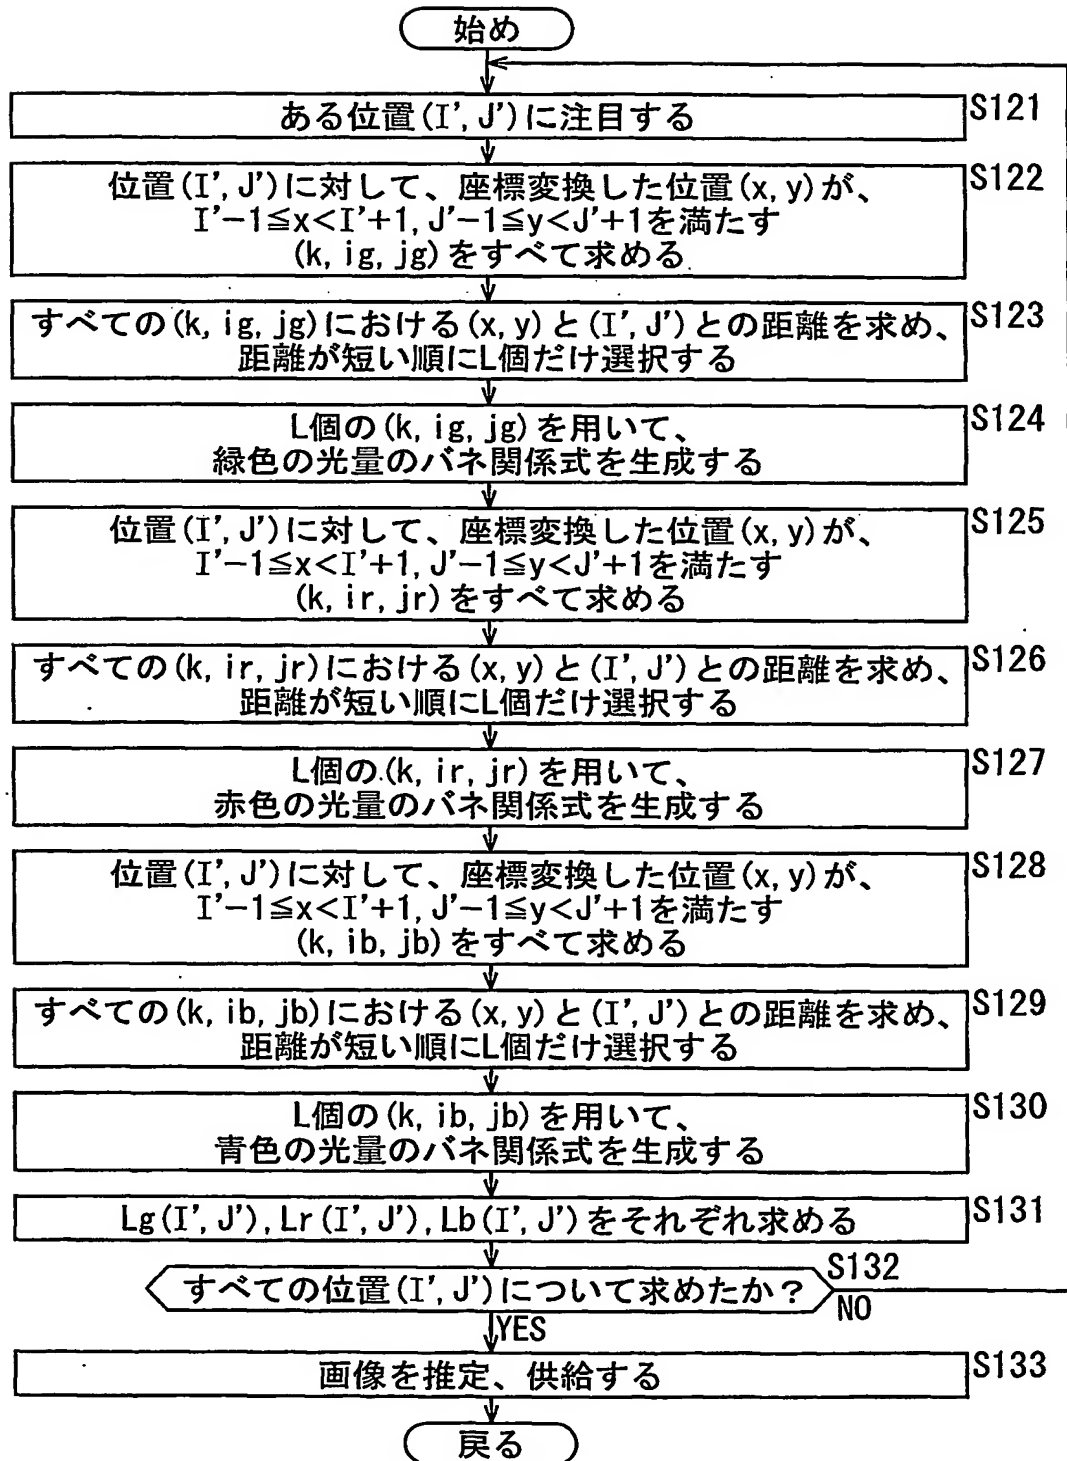 始め
ある位置(I', J')に注目する
S121
位置(I', J')に対して、座標変換した位置(x, y)が、
I'-1≦x<I'+1, J'-1≦y<J'+1を満たす
(k, ig, jg)をすべて求める
S122
すべての(k, ig, jg)における(x, y)と(I', J')との距離を求め、
距離が短い順にL個だけ選択する
S123
L個の(k, ig, jg)を用いて、
緑色の光量のバネ関係式を生成する
S124
位置(I', J')に対して、座標変換した位置(x, y)が、
I'-1≦x<I'+1, J'-1≦y<J'+1を満たす
(k, ir, jr)をすべて求める
S125
すべての(k, ir, jr)における(x, y)と(I', J')との距離を求め、
距離が短い順にL個だけ選択する
S126
L個の(k, ir, jr)を用いて、
赤色の光量のバネ関係式を生成する
S127
位置(I', J')に対して、座標変換した位置(x, y)が、
I'-1≦x<I'+1, J'-1≦y<J'+1を満たす
(k, ib, jb)をすべて求める
S128
すべての(k, ib, jb)における(x, y)と(I', J')との距離を求め、
距離が短い順にL個だけ選択する
S129
L個の(k, ib, jb)を用いて、
青色の光量のバネ関係式を生成する
S130
Lg(I', J'), Lr(I', J'), Lb(I', J')をそれぞれ求める
S131
すべての位置(I', J')について求めたか？
S132
NO
YES
画像を推定、供給する
S133
戻る